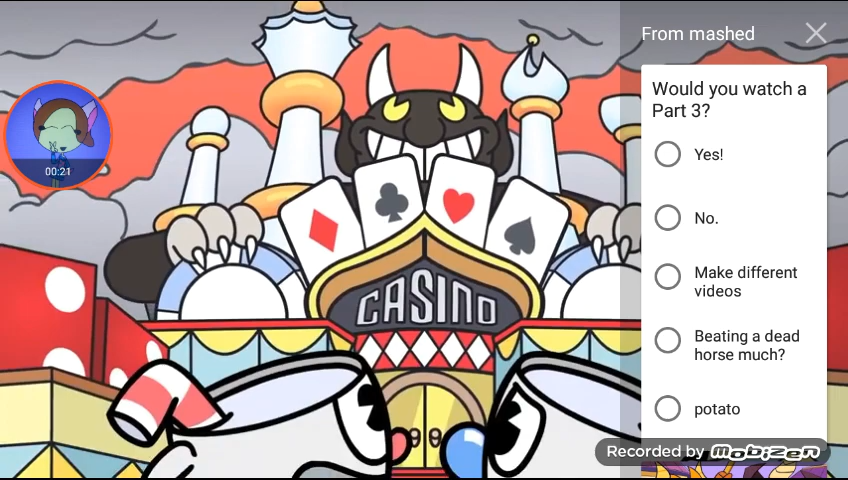 From mashed
Would you watch a
Part 3?
Yes!
No.
Make different
videos
Beating a dead
horse much?
potato
00:21
CASINO
Recorded by MOBIZEN